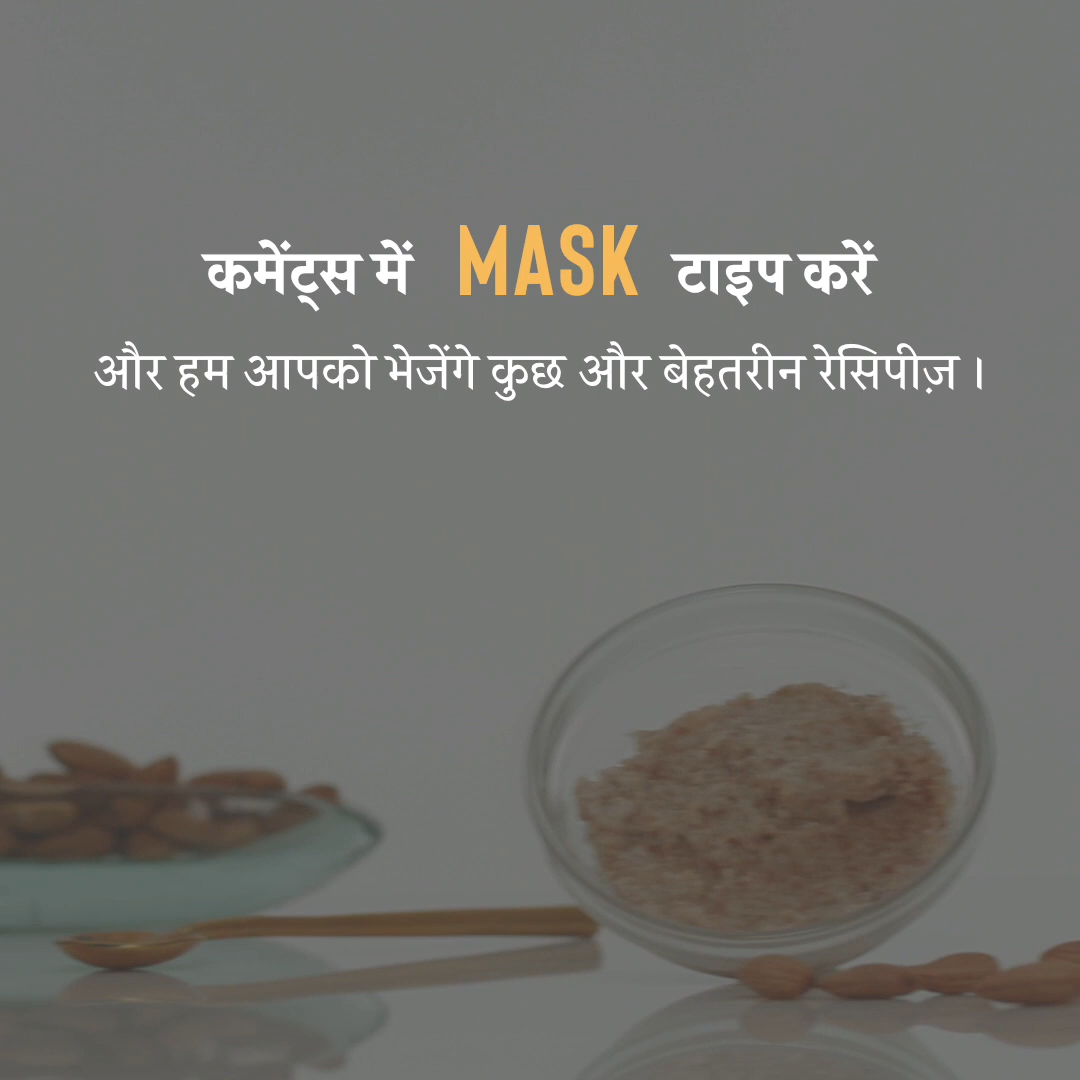 कमेंट्स में MASK टाइप करें
और हम आपको भेजेंगे कुछ और बेहतरीन रेसिपीज़ ।